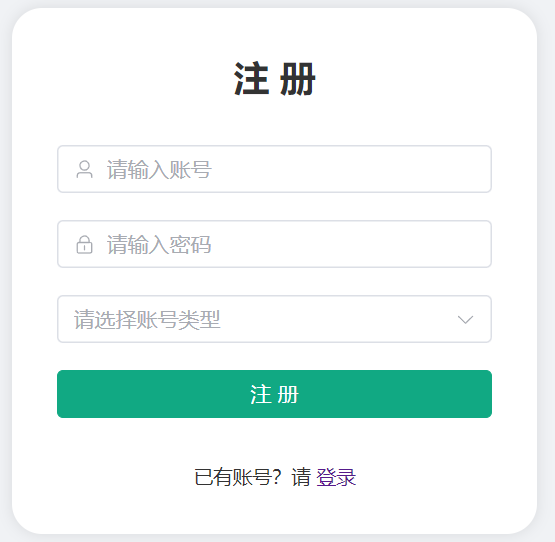 注 册
请输入账号
请输入密码
请选择账号类型
注 册
已有账号？请 登录